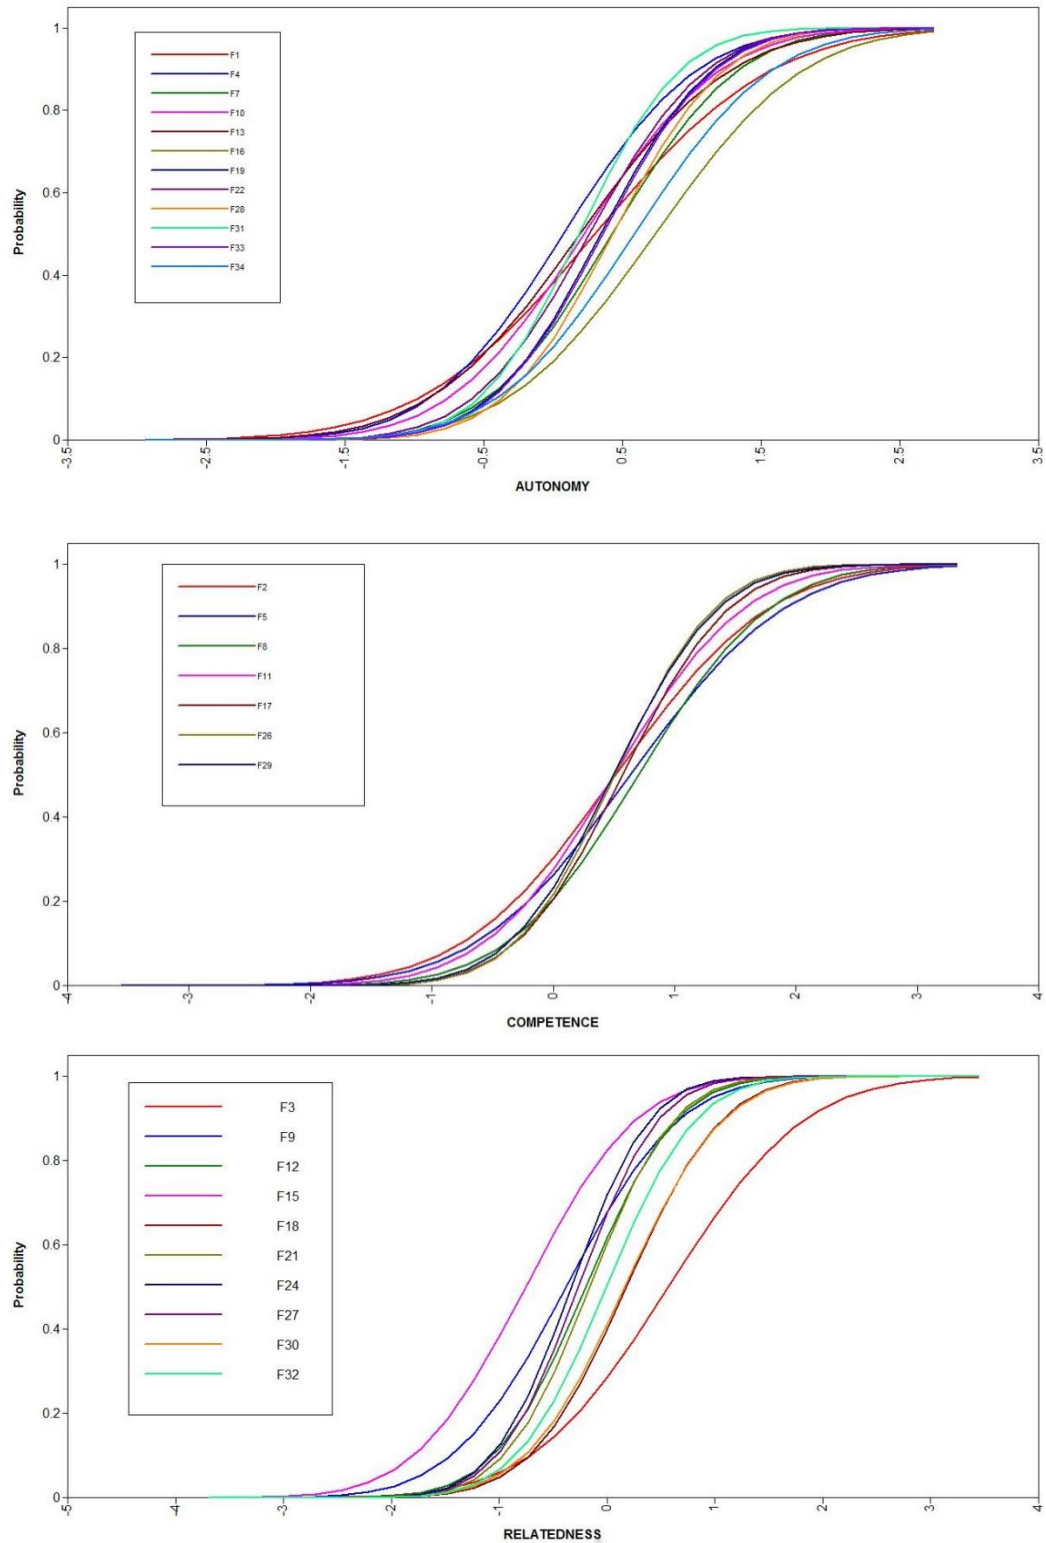 1
0.8
0.6
0.4
0.2
0
Probability
F1
F4
F7
F10
F13
F16
F19
F22
F28
F31
F33
F34
-3.5
-2.5
-1.5
-0.5
0.5
1.5
2.5
3.5
AUTONOMY
1
0.8
0.6
0.4
0.2
0
Probability
F2
F5
F8
F11
F17
F26
F29
-4
-3
-2
-1
0
1
2
3
4
COMPETENCE
1
0.8
0.6
0.4
0.2
0
Probability
F3
F9
F12
F15
F18
F21
F24
F27
F30
F32
-5
-4
-3
-2
-1
0
1
2
3
4
RELATEDNESS